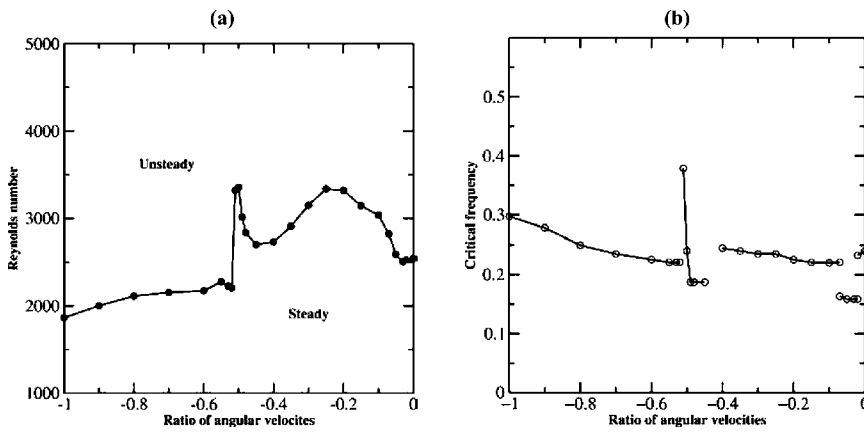 (a)
5000
4000
3000
2000
1000
Reynolds number
Unsteady
Steady
-1 -0.8 -0.6 -0.4 -0.2 0
Ratio of angular velocites
(b)
0.5
0.4
0.3
0.2
0.1
0
Critical frequency
−1 −0.8 −0.6 −0.4 −0.2 0
Ratio of angular velocities